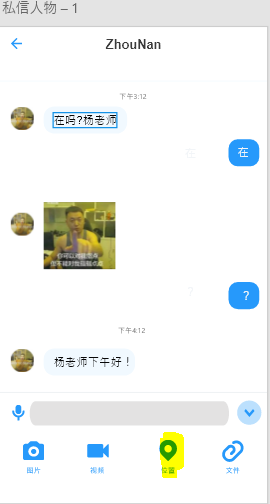 私信人物 – 1
ZhouNan
下午3:12
在吗?杨老师
在
在
?
?
下午4:12
杨老师下午好！
图片
视频
位置
文件